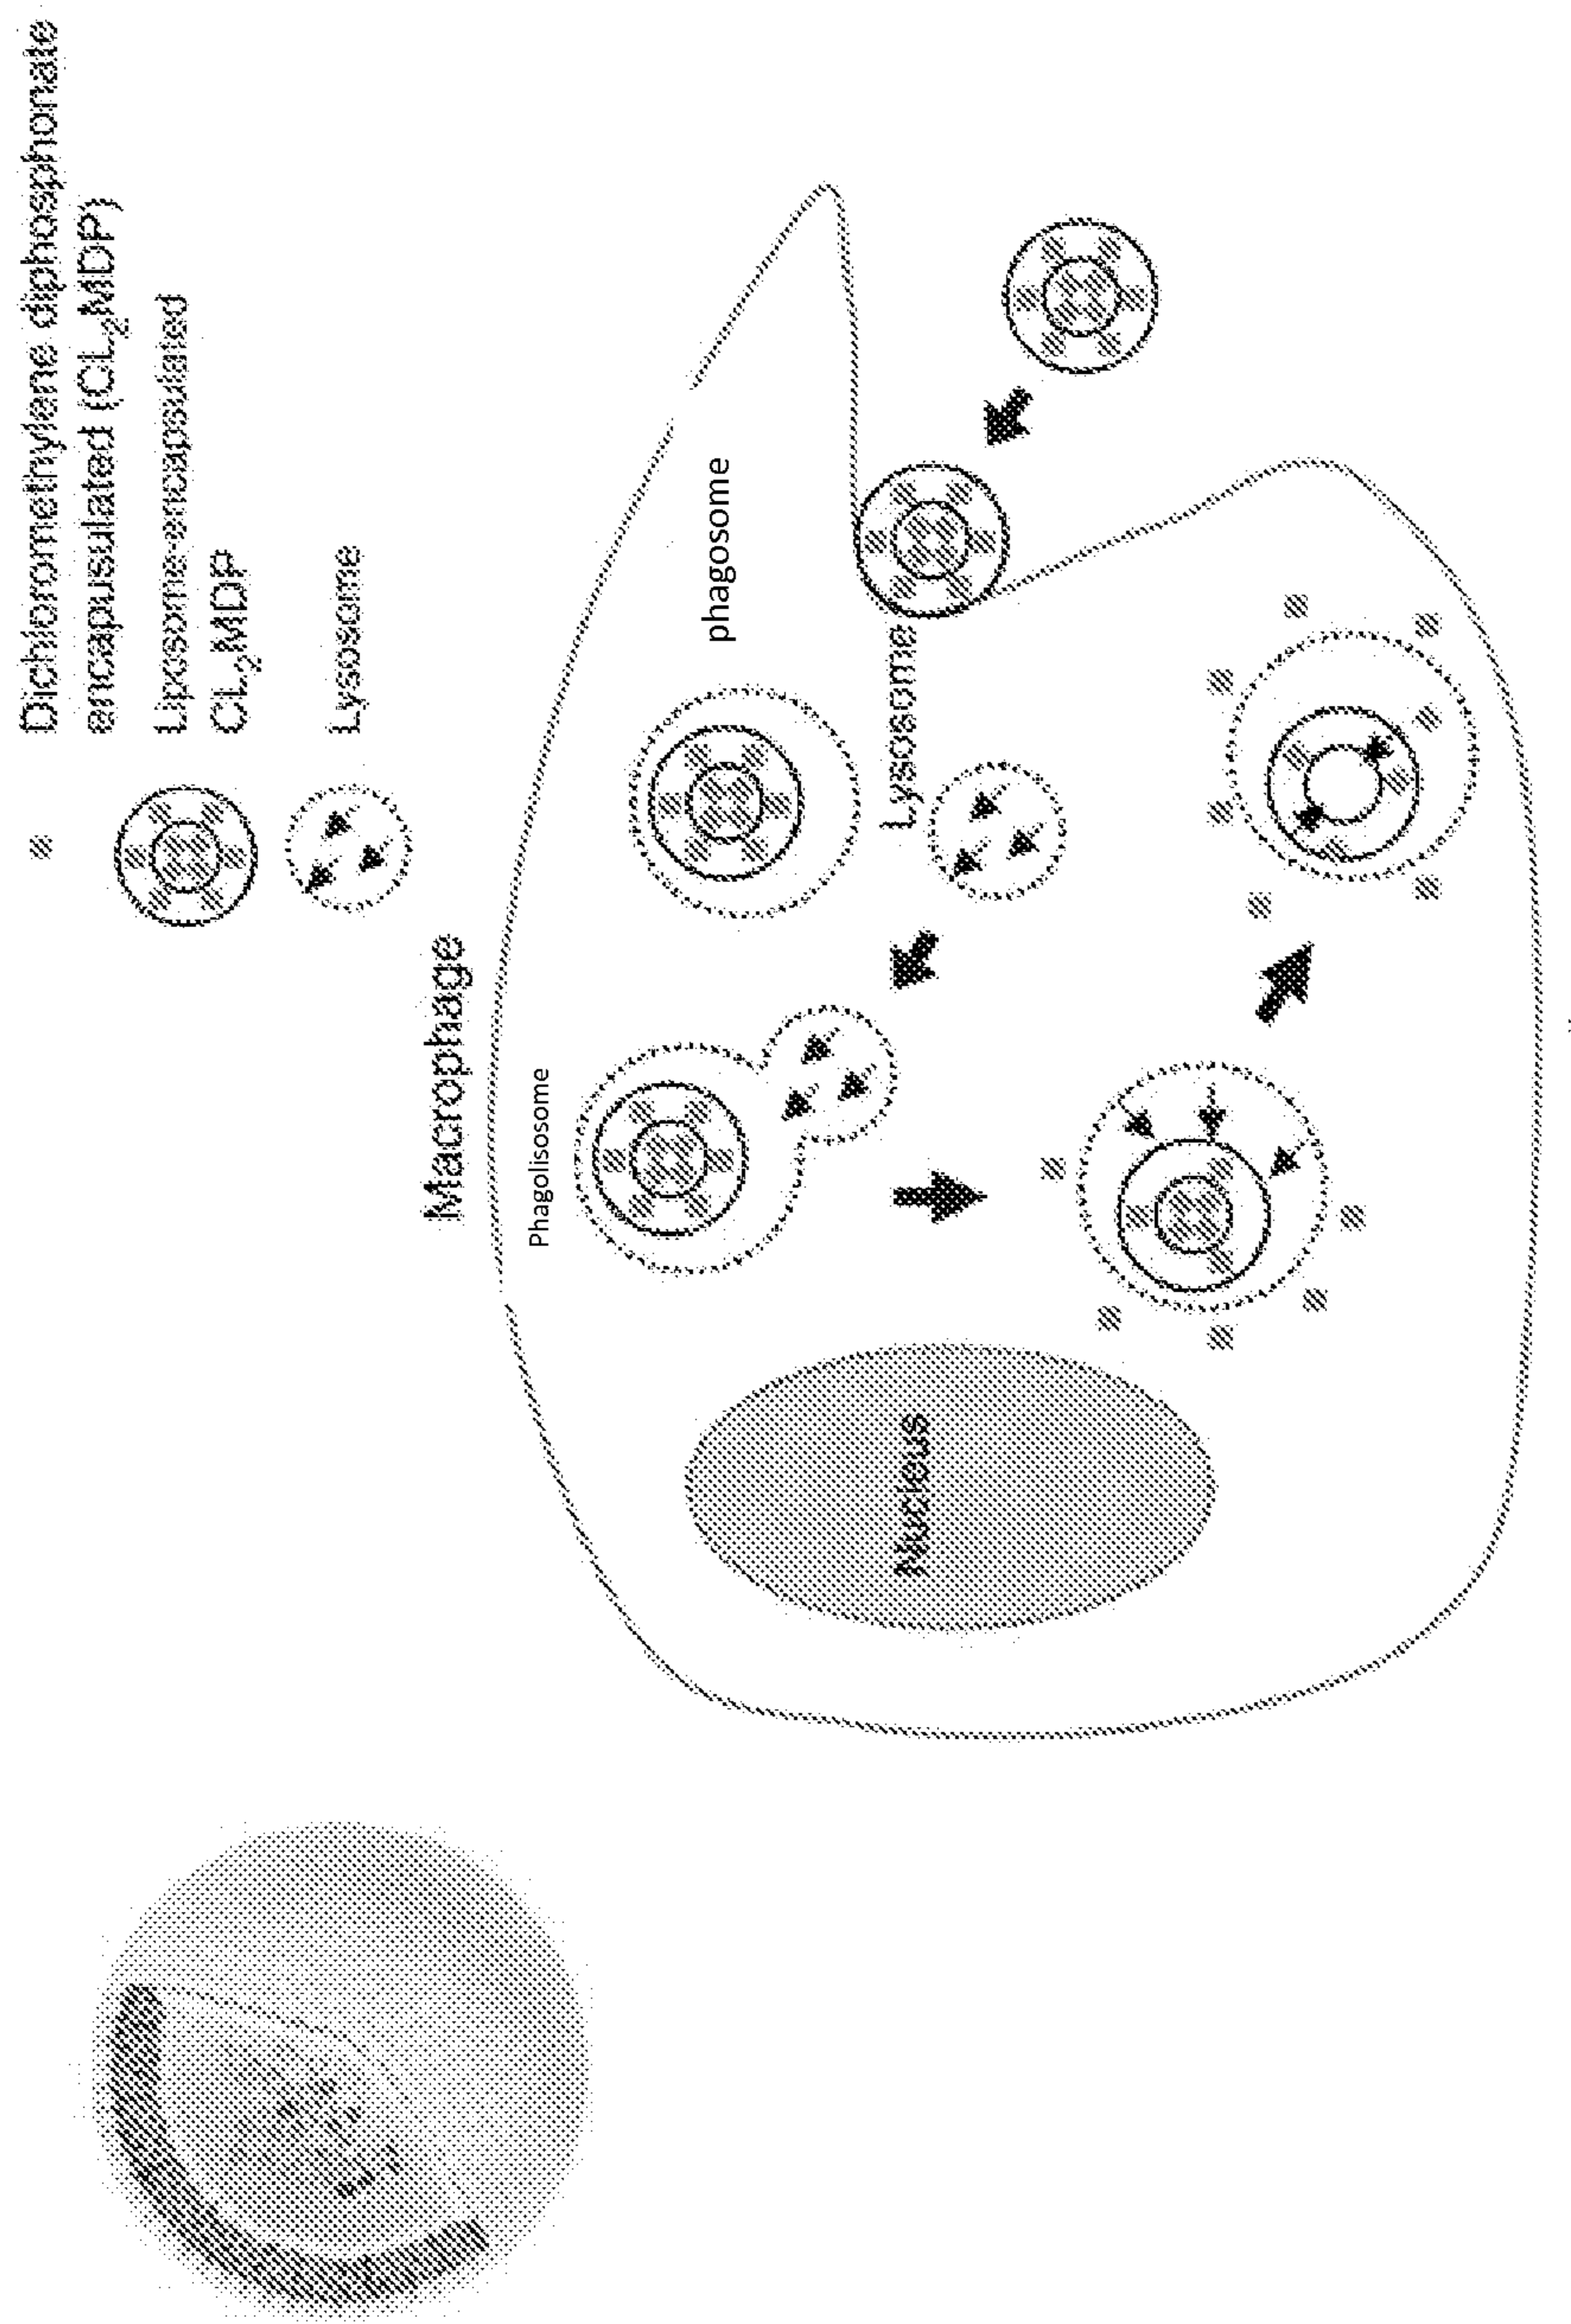 Dichloromethylene diphosphonate
encapusulated (CL₂MDP)
Liposome-encapsulated
CL₂MDP
Lysosome
Macrophage
Phagolisosome
phagosome
Lysosome
Nucleus